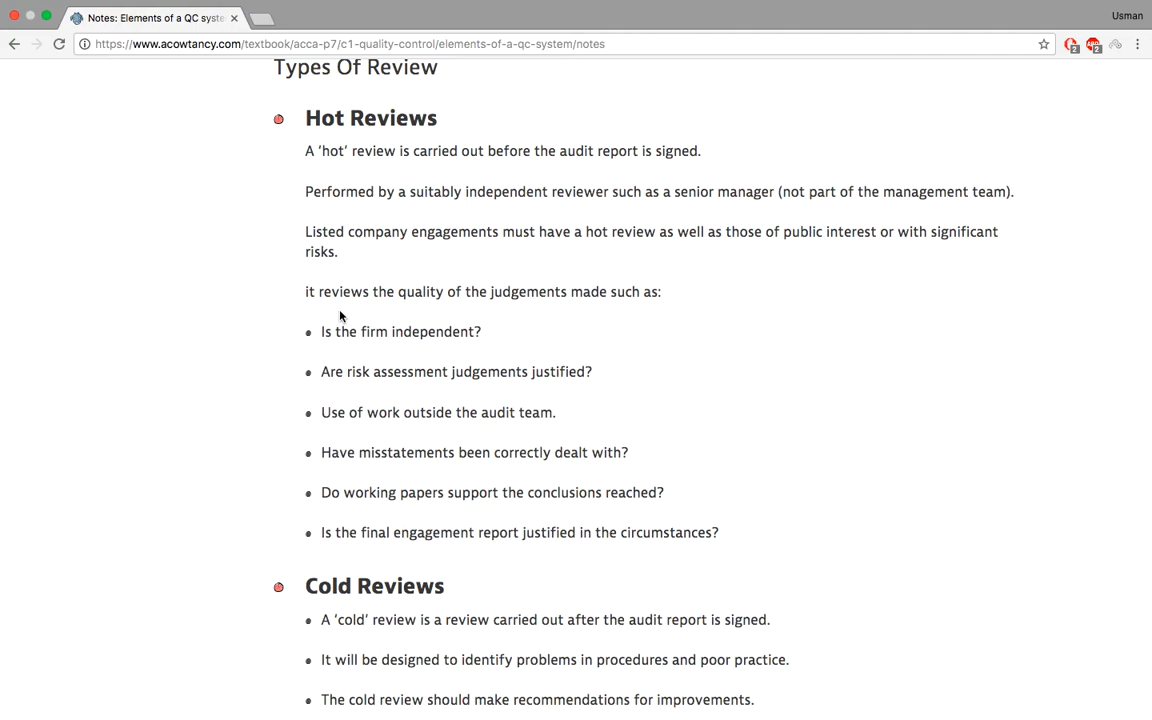 Notes: Elements of a QC syste
Usman
https://www.acowtancy.com/textbook/acca-p7/c1-quality-control/elements-of-a-qc-system/notes
2
2
Types Of Review
Hot Reviews
A ‘hot’ review is carried out before the audit report is signed.
Performed by a suitably independent reviewer such as a senior manager (not part of the management team).
Listed company engagements must have a hot review as well as those of public interest or with significant
risks.
it reviews the quality of the judgements made such as:
Is the firm independent?
Are risk assessment judgements justified?
Use of work outside the audit team.
Have misstatements been correctly dealt with?
Do working papers support the conclusions reached?
Is the final engagement report justified in the circumstances?
Cold Reviews
A ‘cold’ review is a review carried out after the audit report is signed.
It will be designed to identify problems in procedures and poor practice.
The cold review should make recommendations for improvements.